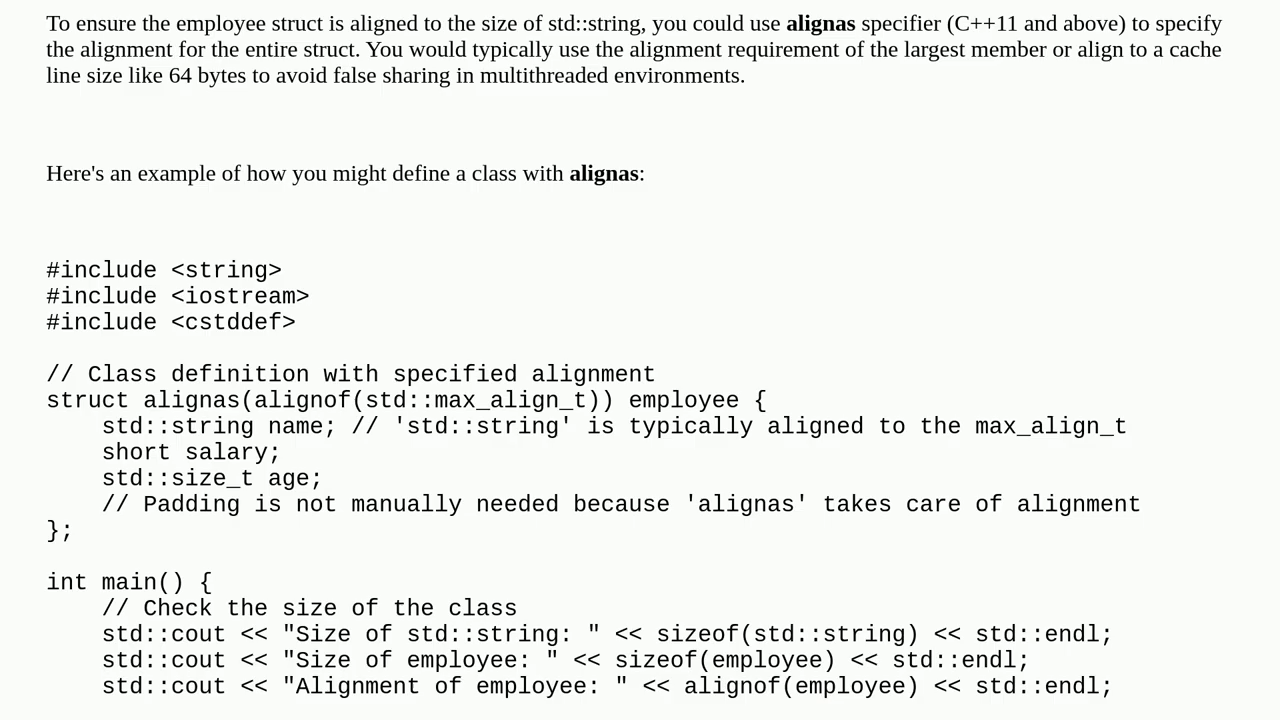 To ensure the employee struct is aligned to the size of std::string, you could use alignas specifier (C++11 and above) to specify
the alignment for the entire struct. You would typically use the alignment requirement of the largest member or align to a cache
line size like 64 bytes to avoid false sharing in multithreaded environments.
Here's an example of how you might define a class with alignas:
#include <string>
#include <iostream>
#include <cstddef>
// Class definition with specified alignment
struct alignas(alignof(std::max_align_t)) employee {
    std::string name; // 'std::string' is typically aligned to the max_align_t
    short salary;
    std::size_t age;
    // Padding is not manually needed because 'alignas' takes care of alignment
};
int main() {
    // Check the size of the class
    std::cout << "Size of std::string: " << sizeof(std::string) << std::endl;
    std::cout << "Size of employee: " << sizeof(employee) << std::endl;
    std::cout << "Alignment of employee: " << alignof(employee) << std::endl;